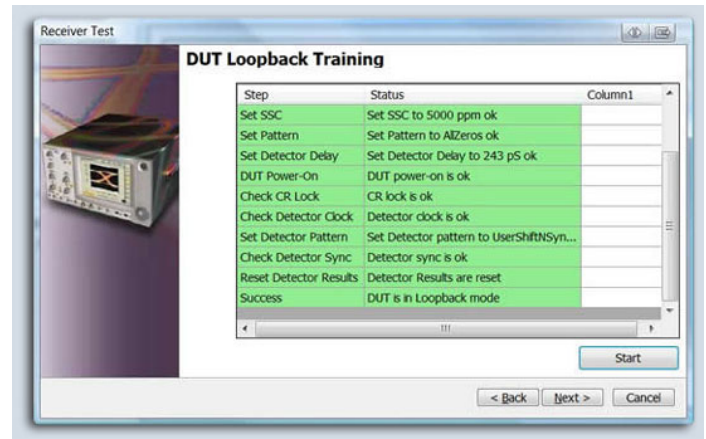 Receiver Test
DUT Loopback Training
Step Status Column1
Set SSC Set SSC to 5000 ppm ok
Set Pattern Set Pattern to AllZeros ok
Set Detector Delay Set Detector Delay to 243 pS ok
DUT Power-On DUT power-on is ok
Check CR Lock CR lock is ok
Check Detector Clock Detector clock is ok
Set Detector Pattern Set Detector pattern to UserShiftNSyn...
Check Detector Sync Detector sync is ok
Reset Detector Results Detector Results are reset
Success DUT is in Loopback mode
Start
< Back Next > Cancel